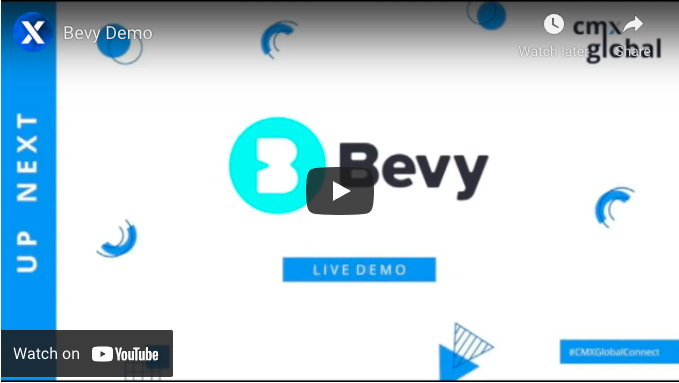 X
Bevy Demo
Watch later
Share
cmx
global
UP NEXT
B Bevy
LIVE DEMO
Watch on YouTube
#CMXGlobalConnect